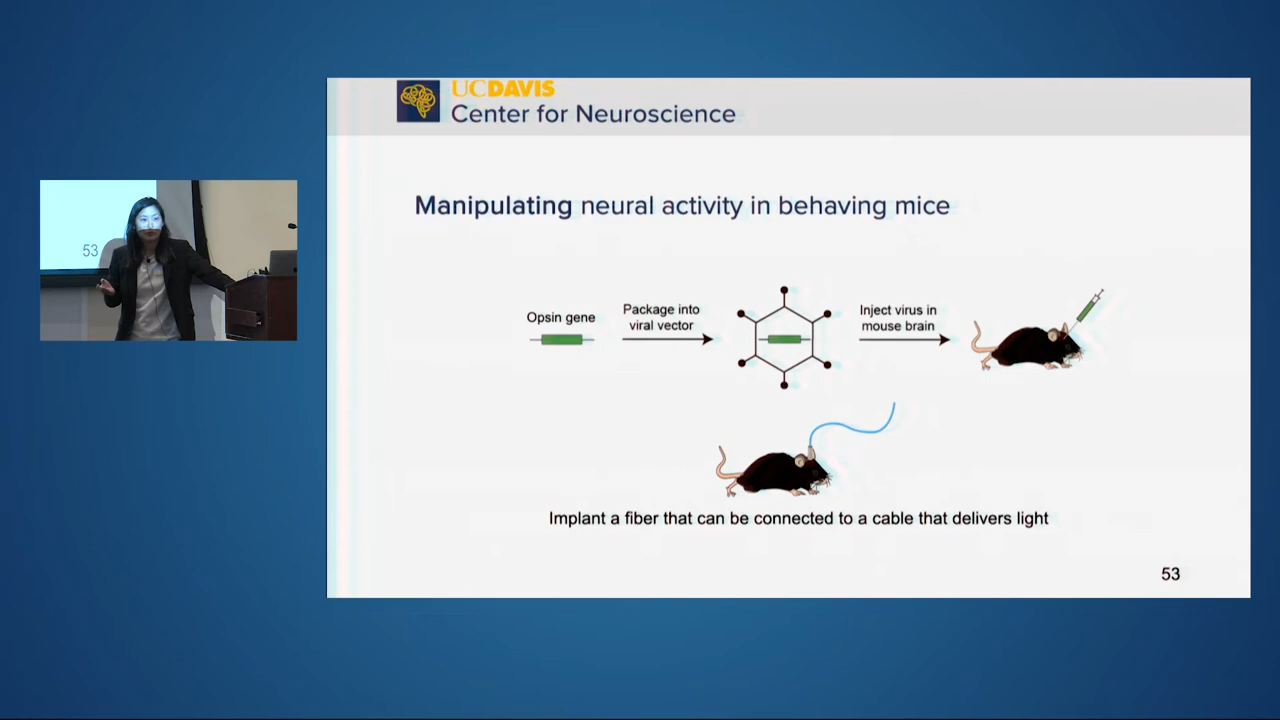 UCDAVIS
Center for Neuroscience
Manipulating neural activity in behaving mice
Opsin gene
Package into
viral vector
Inject virus in
mouse brain
Implant a fiber that can be connected to a cable that delivers light
53
53